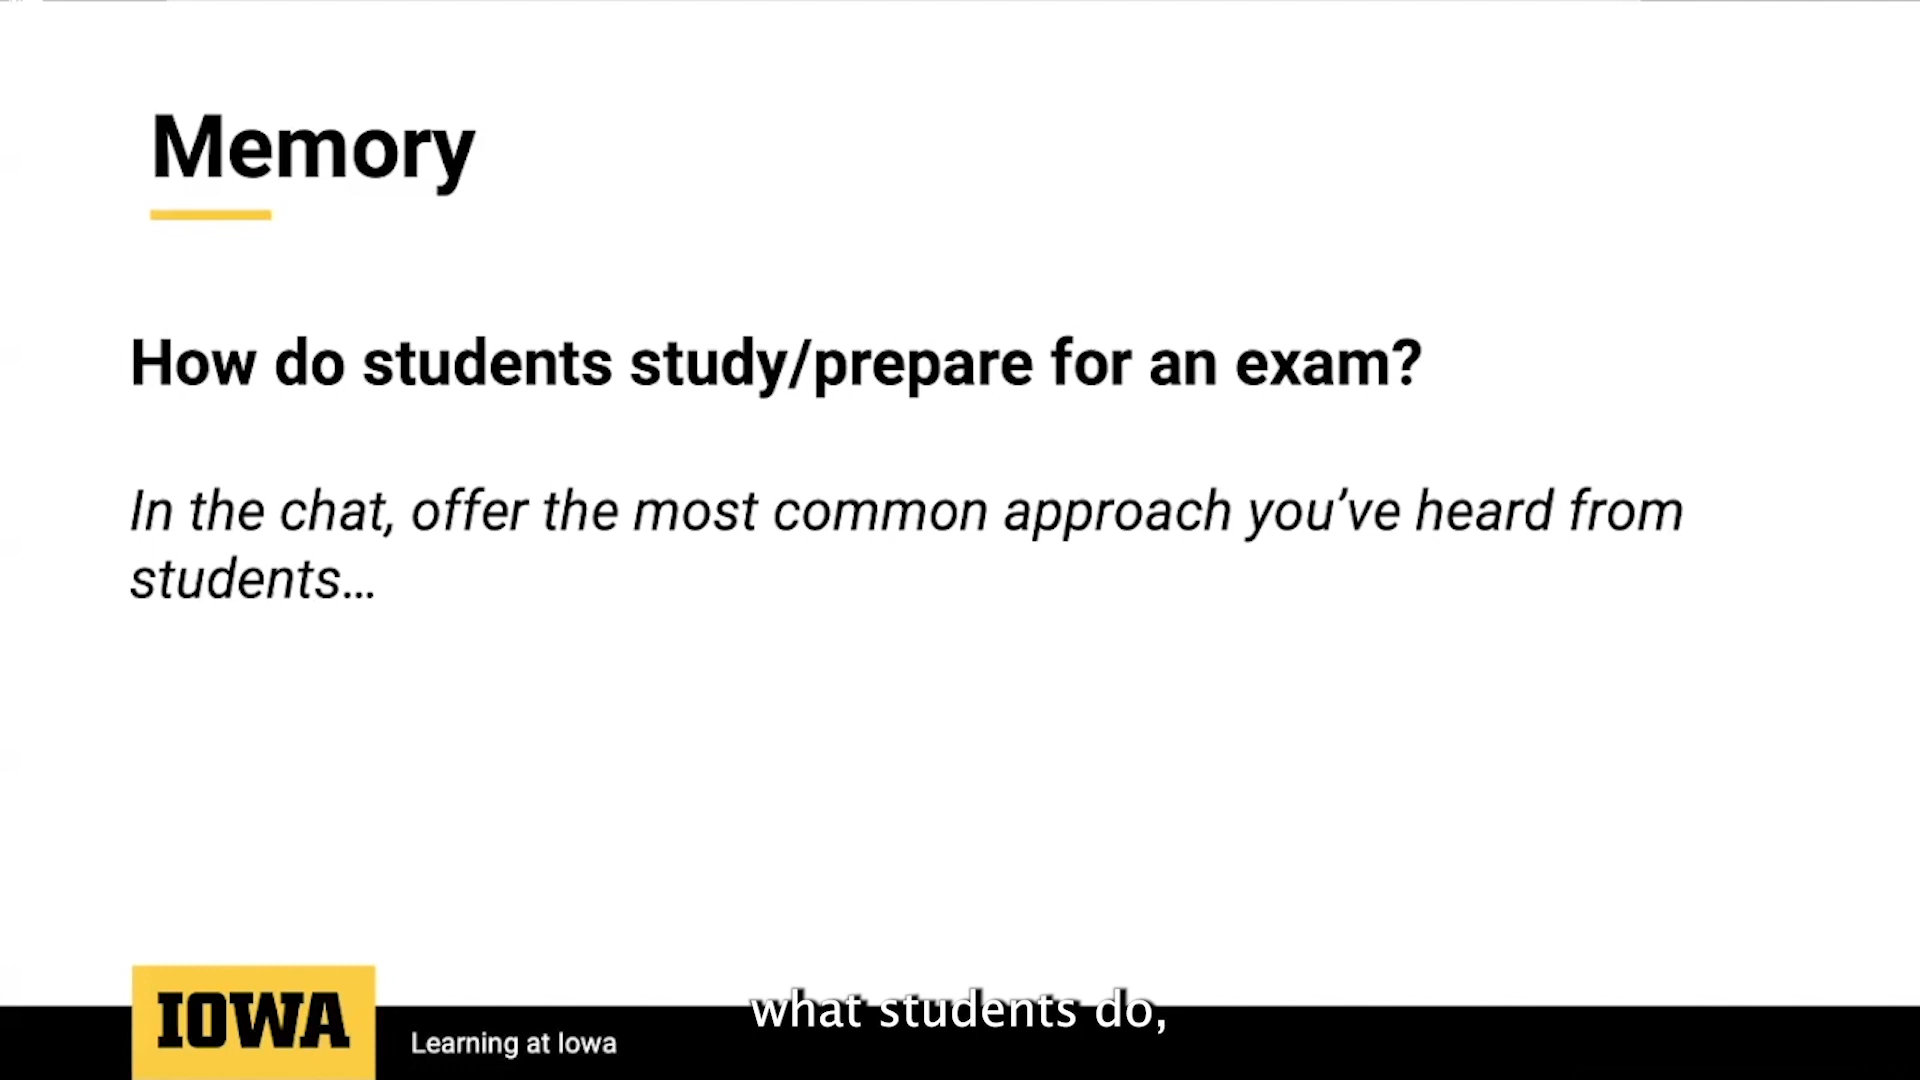 Memory
How do students study/prepare for an exam?
In the chat, offer the most common approach you’ve heard from
students…
IOWA
Learning at Iowa
what students do,